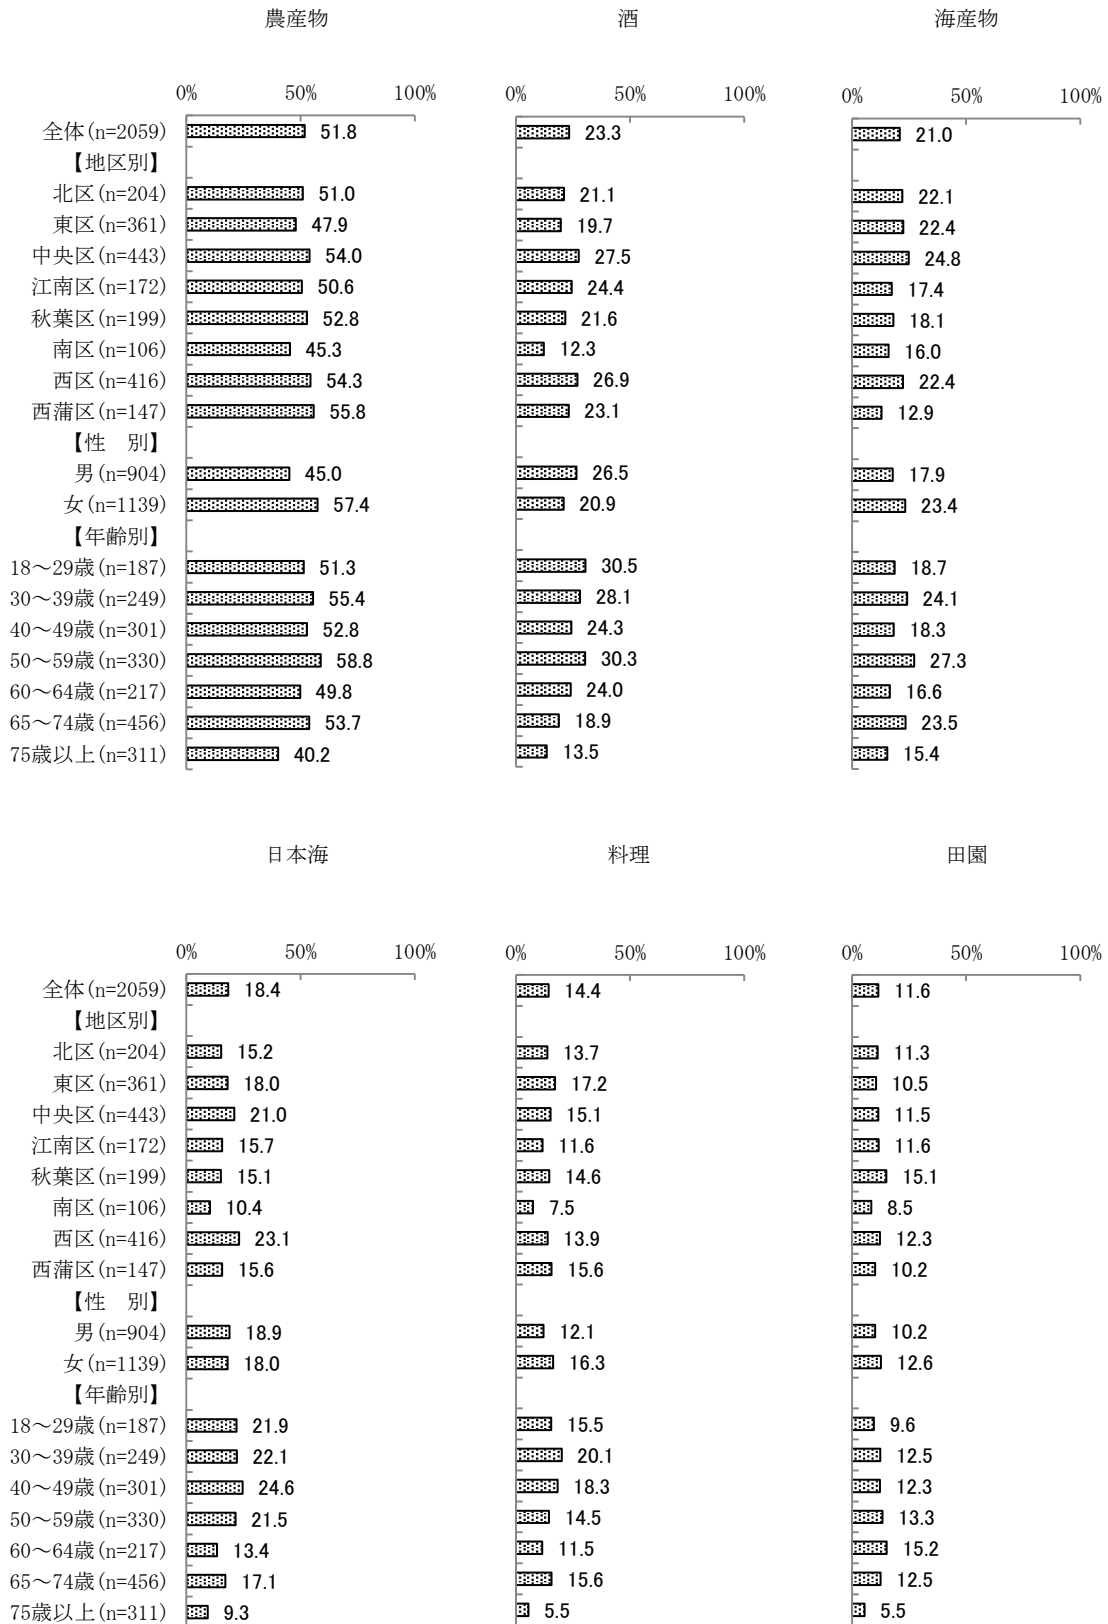 農産物 酒 海産物
0% 50% 100% 0% 50% 100% 0% 50% 100%
全体(n=2059) 51.8 23.3 21.0
【地区別】
北区(n=204) 51.0 21.1 22.1
東区(n=361) 47.9 19.7 22.4
中央区(n=443) 54.0 27.5 24.8
江南区(n=172) 50.6 24.4 17.4
秋葉区(n=199) 52.8 21.6 18.1
南区(n=106) 45.3 12.3 16.0
西区(n=416) 54.3 26.9 22.4
西蒲区(n=147) 55.8 23.1 12.9
【性　別】
男(n=904) 45.0 26.5 17.9
女(n=1139) 57.4 20.9 23.4
【年齢別】
18～29歳(n=187) 51.3 30.5 18.7
30～39歳(n=249) 55.4 28.1 24.1
40～49歳(n=301) 52.8 24.3 18.3
50～59歳(n=330) 58.8 30.3 27.3
60～64歳(n=217) 49.8 24.0 16.6
65～74歳(n=456) 53.7 18.9 23.5
75歳以上(n=311) 40.2 13.5 15.4
日本海 料理 田園
0% 50% 100% 0% 50% 100% 0% 50% 100%
全体(n=2059) 18.4 14.4 11.6
【地区別】
北区(n=204) 15.2 13.7 11.3
東区(n=361) 18.0 17.2 10.5
中央区(n=443) 21.0 15.1 11.5
江南区(n=172) 15.7 11.6 11.6
秋葉区(n=199) 15.1 14.6 15.1
南区(n=106) 10.4 7.5 8.5
西区(n=416) 23.1 13.9 12.3
西蒲区(n=147) 15.6 15.6 10.2
【性　別】
男(n=904) 18.9 12.1 10.2
女(n=1139) 18.0 16.3 12.6
【年齢別】
18～29歳(n=187) 21.9 15.5 9.6
30～39歳(n=249) 22.1 20.1 12.5
40～49歳(n=301) 24.6 18.3 12.3
50～59歳(n=330) 21.5 14.5 13.3
60～64歳(n=217) 13.4 11.5 15.2
65～74歳(n=456) 17.1 15.6 12.5
75歳以上(n=311) 9.3 5.5 5.5